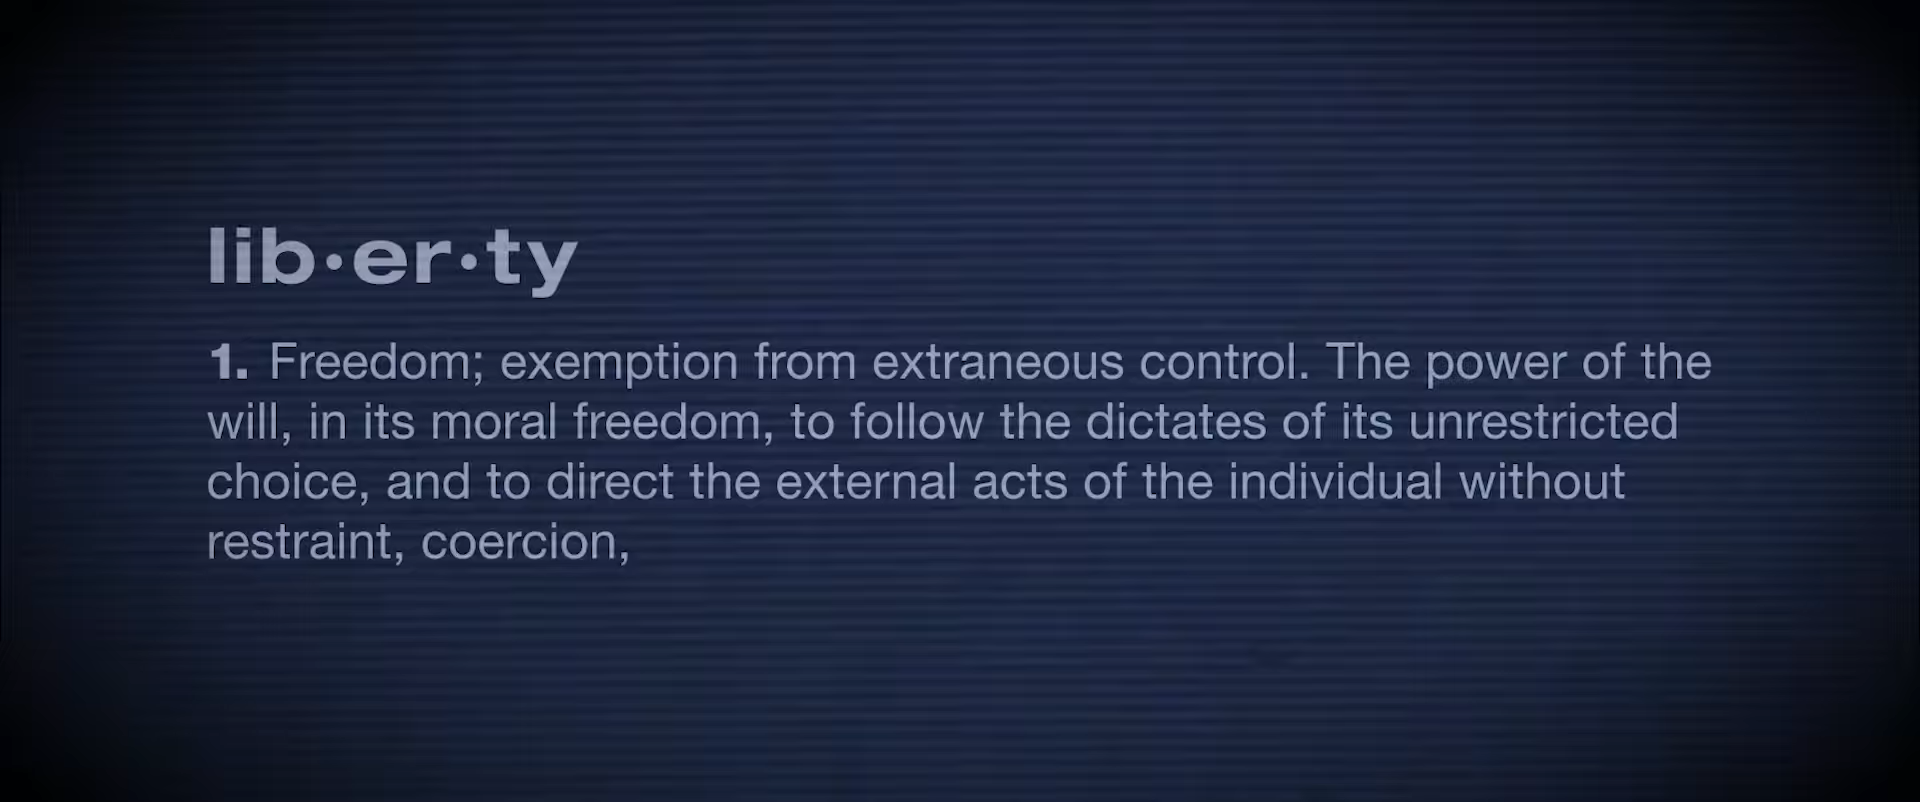 lib•er•ty
1. Freedom; exemption from extraneous control. The power of the
will, in its moral freedom, to follow the dictates of its unrestricted
choice, and to direct the external acts of the individual without
restraint, coercion,